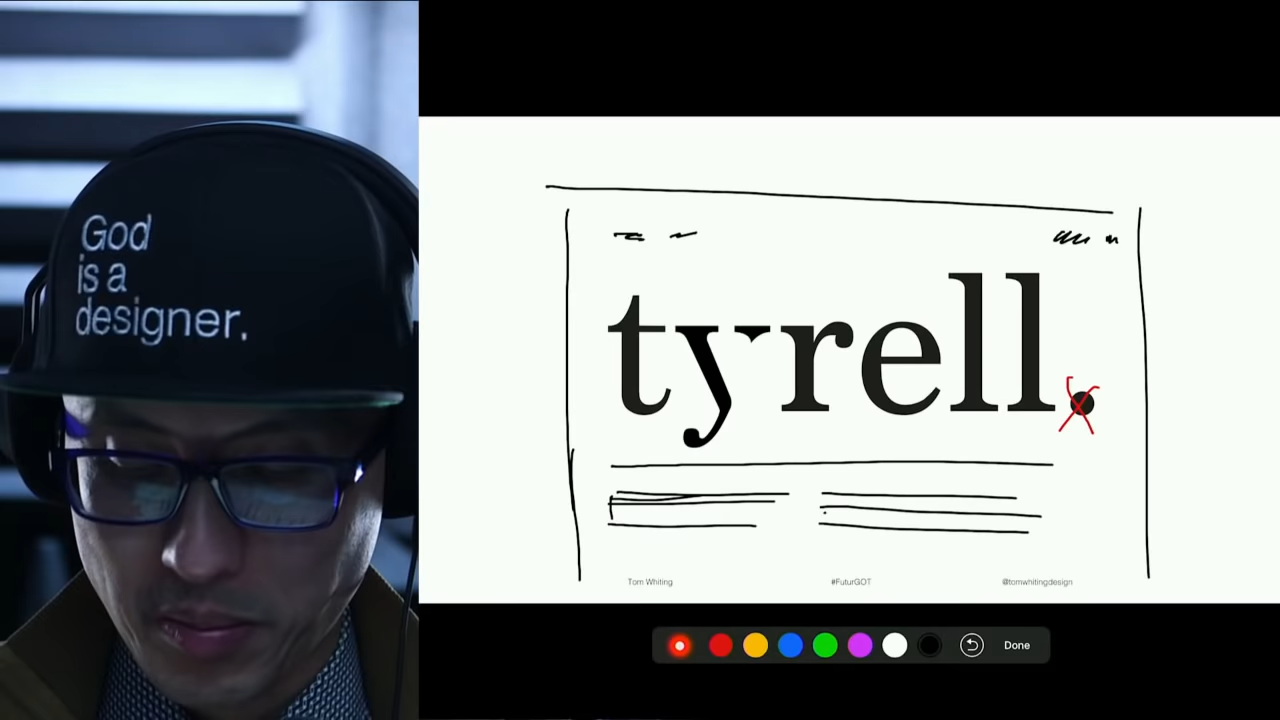 God
is a
designer.
tyrell.
Tom Whiting
#FuturGOT
@tomwhitingdesign
Done